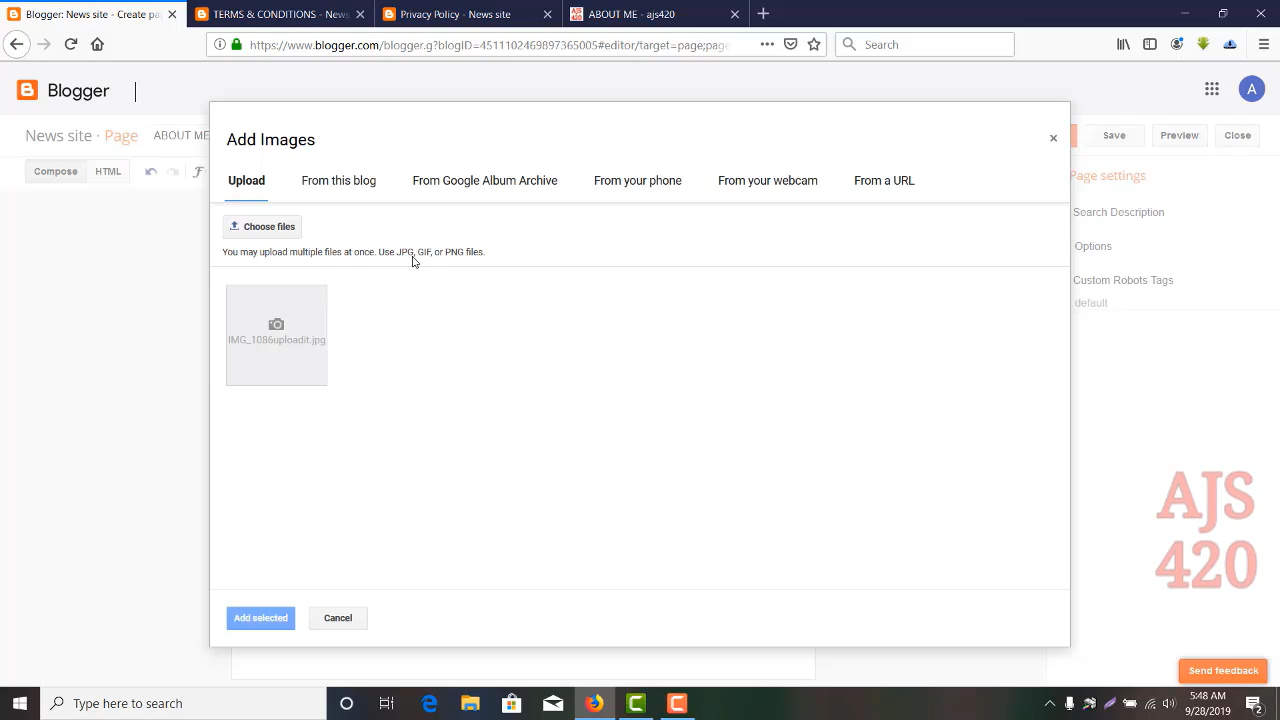 Blogger: News site - Create pa
TERMS & CONDITIONS - News
Privacy Policy - News site
ABOUT ME - ajs420
https://www.blogger.com/blogger.g?blogID=4511102469897365005#editor/target=page;pag
Search
Blogger
News site · Page
ABOUT ME
Save
Preview
Close
Compose
HTML
Add Images
Upload
From this blog
From Google Album Archive
From your phone
From your webcam
From a URL
Choose files
You may upload multiple files at once. Use JPG, GIF, or PNG files.
IMG_1086uploadit.jpg
Add selected
Cancel
Page settings
Search Description
Options
Custom Robots Tags
default
AJS
420
Send feedback
Type here to search
5:48 AM
9/28/2019
2
A